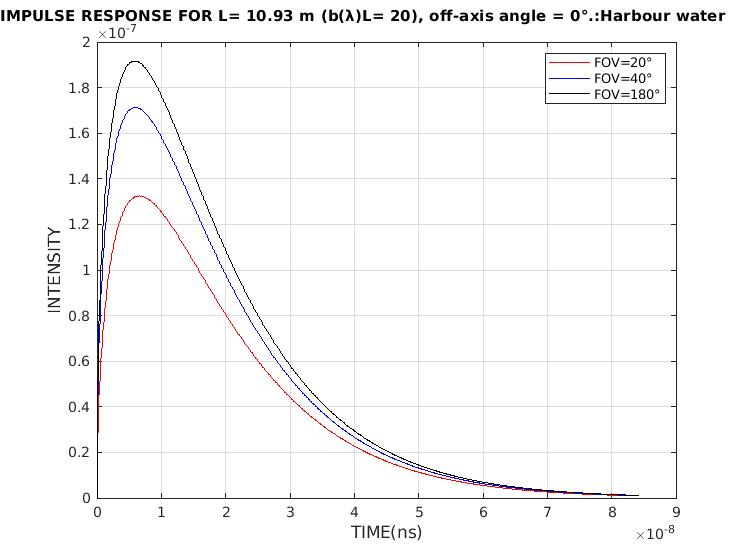 IMPULSE RESPONSE FOR L= 10.93 m (b(λ)L= 20), off-axis angle = 0°.:Harbour water
×10⁻⁷
2
1.8
1.6
1.4
1.2
1
0.8
0.6
0.4
0.2
0
INTENSITY
FOV=20°
FOV=40°
FOV=180°
0 1 2 3 4 5 6 7 8 9
TIME(ns)
×10⁻⁸